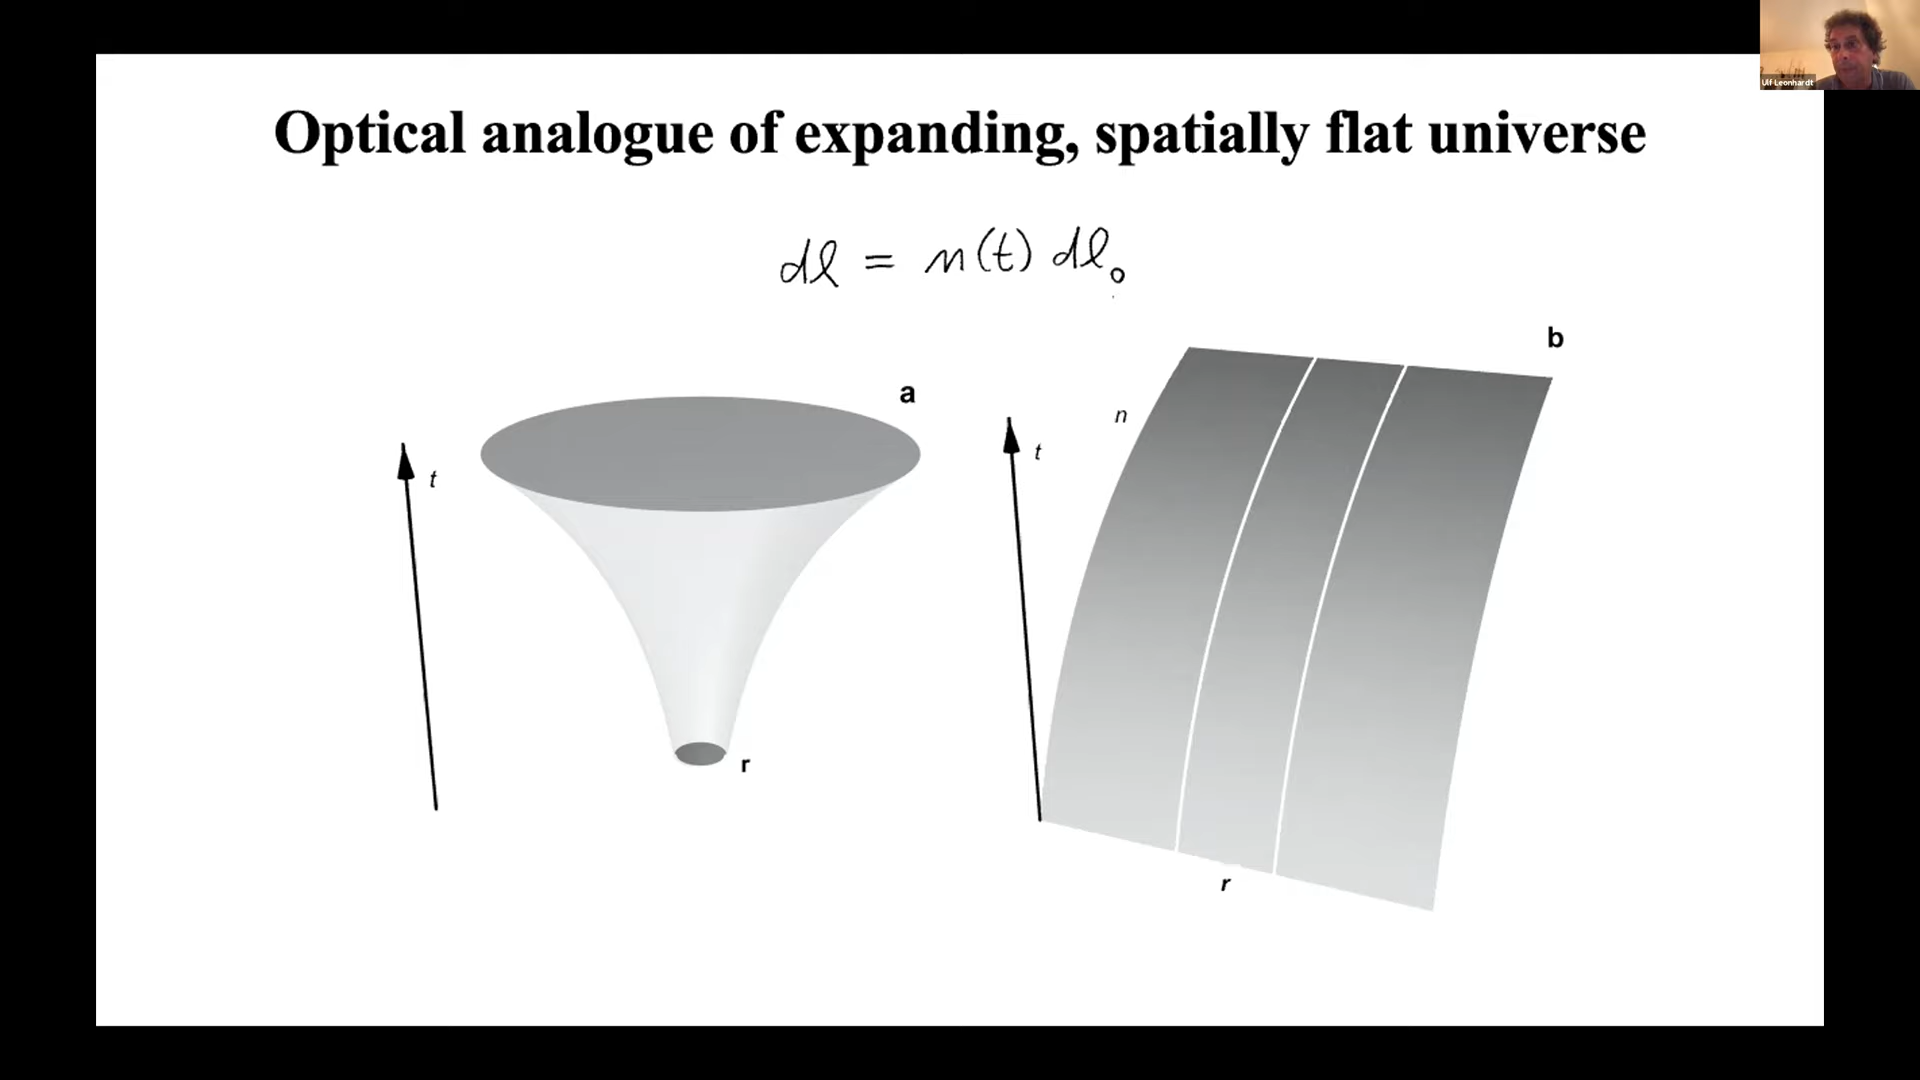 Ulf Leonhardt
Optical analogue of expanding, spatially flat universe
dl = n(t) dl₀
a
t
r
b
n
t
r